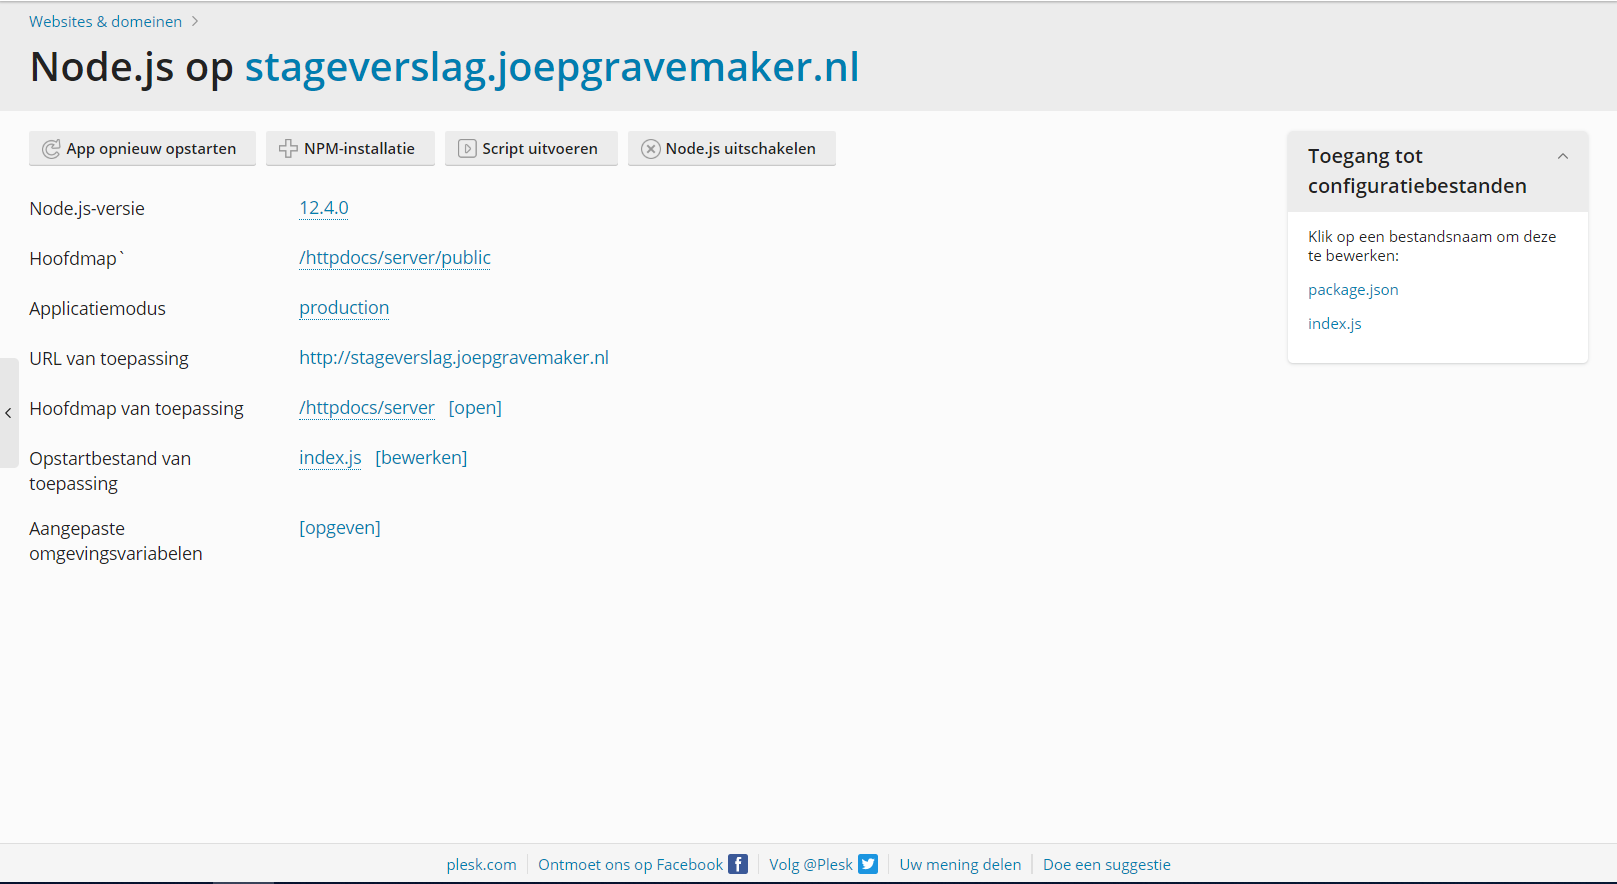 Websites & domeinen >
Node.js op stageverslag.joepgravemaker.nl
App opnieuw opstarten
NPM-installatie
Script uitvoeren
Node.js uitschakelen
Node.js-versie 12.4.0
Hoofdmap` /httpdocs/server/public
Applicatiemodus production
URL van toepassing http://stageverslag.joepgravemaker.nl
Hoofdmap van toepassing /httpdocs/server [open]
Opstartbestand van
toepassing
index.js [bewerken]
Aangepaste
omgevingsvariabelen
[opgeven]
Toegang tot
configuratiebestanden
Klik op een bestandsnaam om deze
te bewerken:
package.json
index.js
plesk.com
Ontmoet ons op Facebook
Volg @Plesk
Uw mening delen
Doe een suggestie